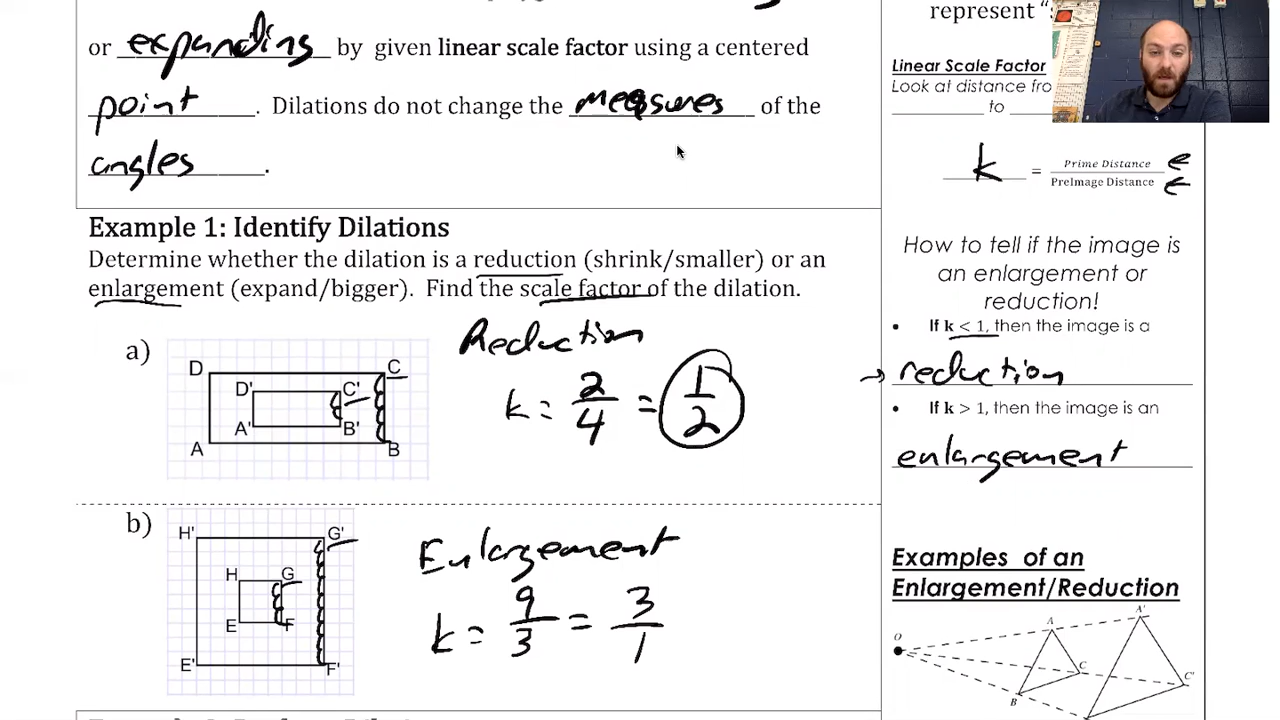 or expanding by given linear scale factor using a centered
point. Dilations do not change the measures of the
angles.
Example 1: Identify Dilations
Determine whether the dilation is a reduction (shrink/smaller) or an
enlargement (expand/bigger). Find the scale factor of the dilation.
a)
D C
D' C'
A' B'
A B
Reduction
k = 2/4 = 1/2
b)
H' G'
H G
E F
E' F'
Enlargement
k = 9/3 = 3/1
represent
Linear Scale Factor
Look at distance
to
k = Prime Distance / PreImage Distance
How to tell if the image is
an enlargement or
reduction!
• If k < 1, then the image is a
→ reduction
• If k > 1, then the image is an
enlargement
Examples of an
Enlargement/Reduction
O A A'
C C'
B